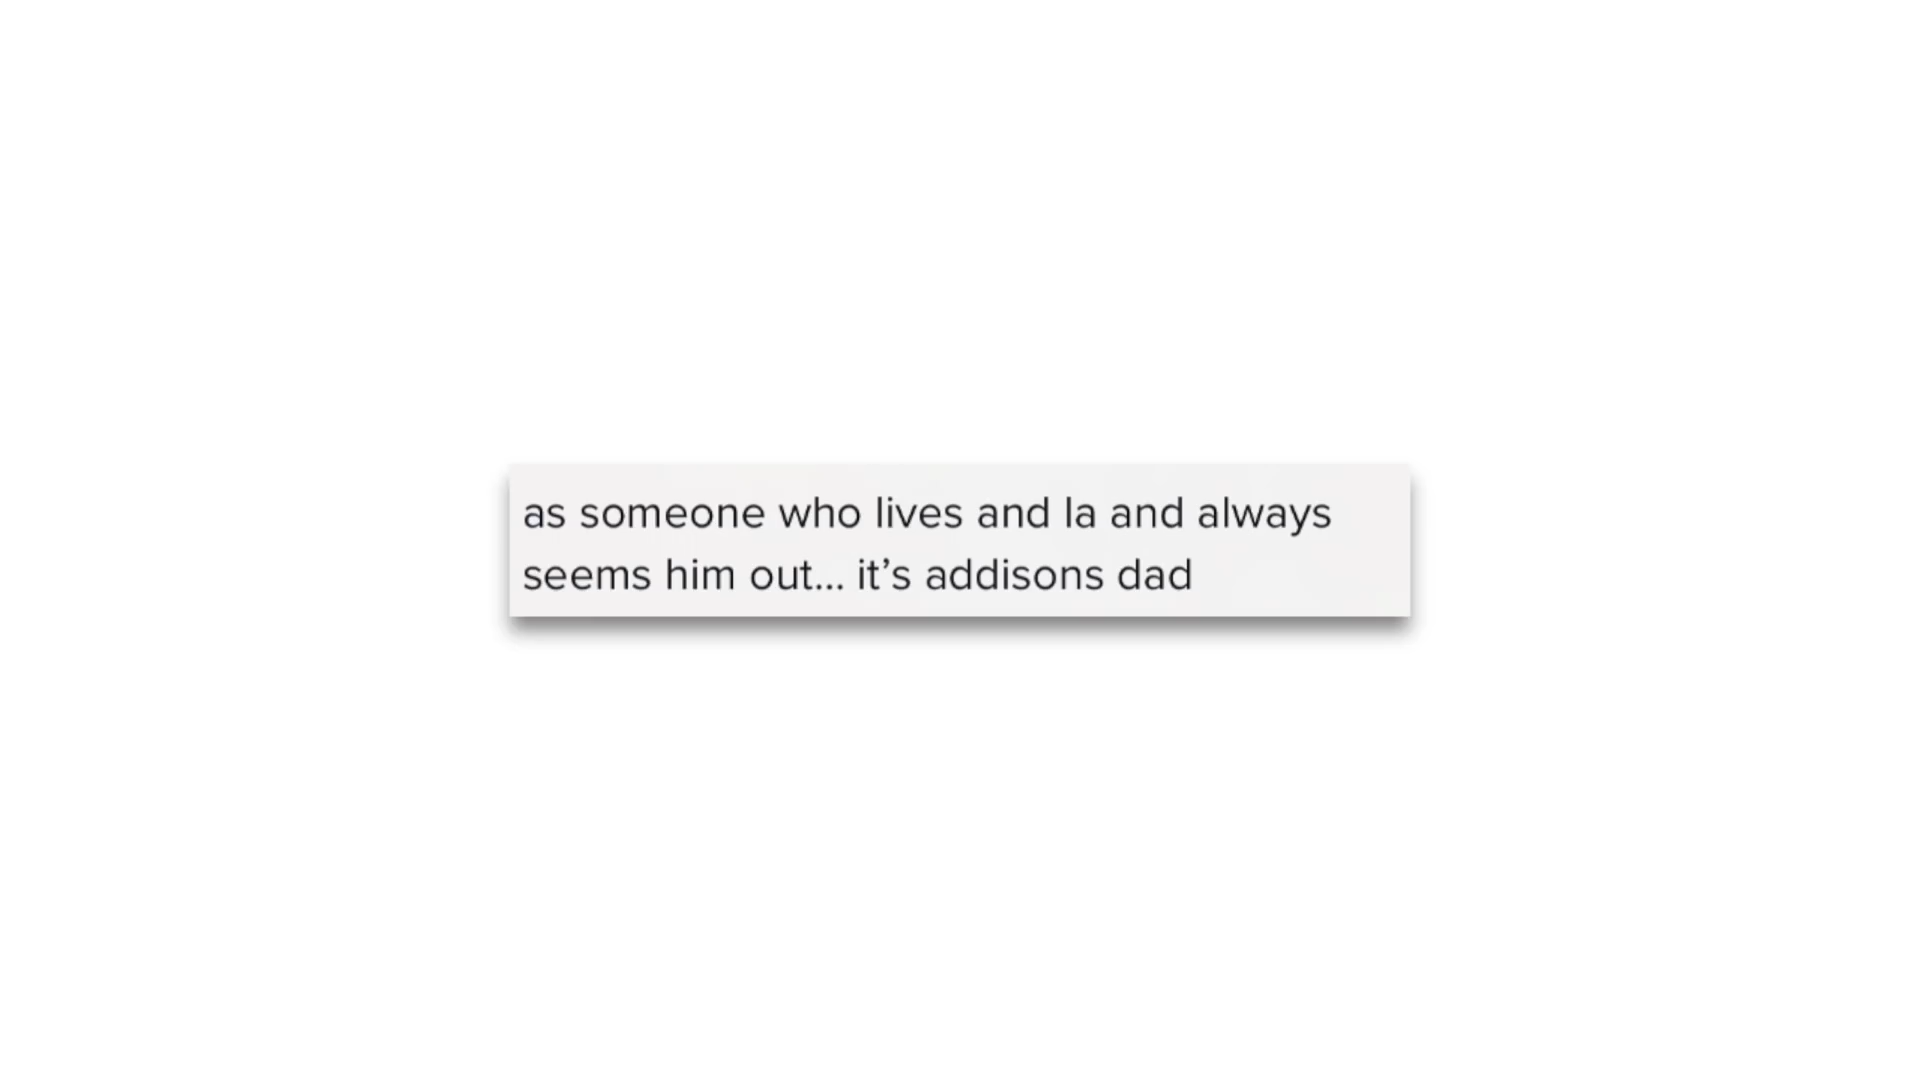 as someone who lives and la and always
seems him out... it’s addisons dad